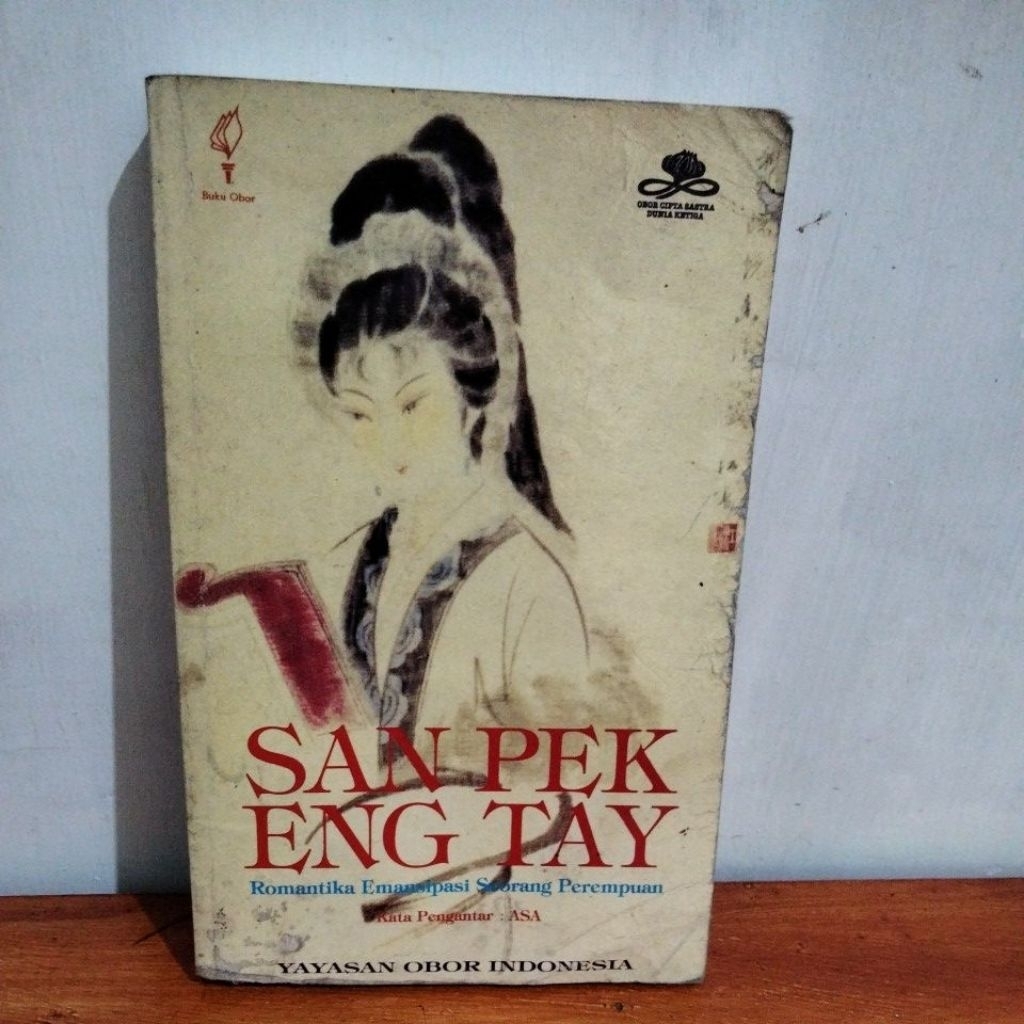 Buku Obor
OBOR CIPTA SASTRA
DUNIA KETIGA
SAN PEK
ENG TAY
Romantika Emansipasi Seorang Perempuan
Kata Pengantar : ASA
YAYASAN OBOR INDONESIA